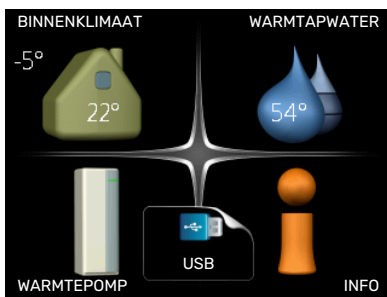 BINNENKLIMAAT
WARMTAPWATER
-5°
22°
54°
USB
WARMTEPOMP
INFO